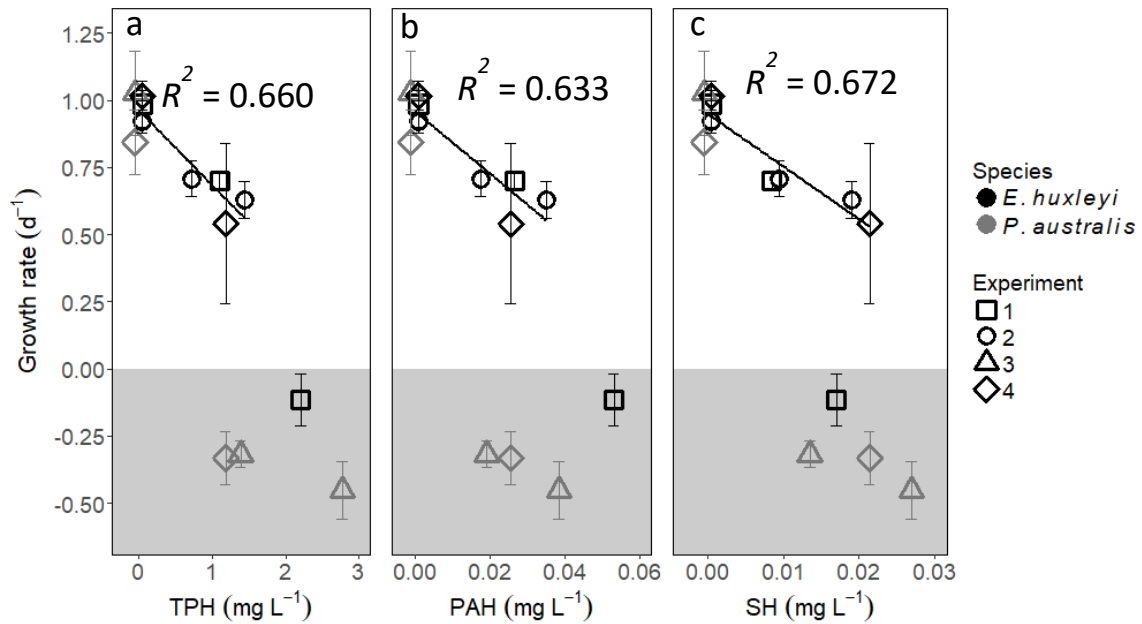 a
b
c
R² = 0.660
R² = 0.633
R² = 0.672
1.25
1.00
0.75
0.50
0.25
0.00
-0.25
-0.50
Growth rate (d⁻¹)
0 1 2 3
0.00 0.02 0.04 0.06
0.00 0.01 0.02 0.03
TPH (mg L⁻¹)
PAH (mg L⁻¹)
SH (mg L⁻¹)
Species
E. huxleyi
P. australis
Experiment
1
2
3
4